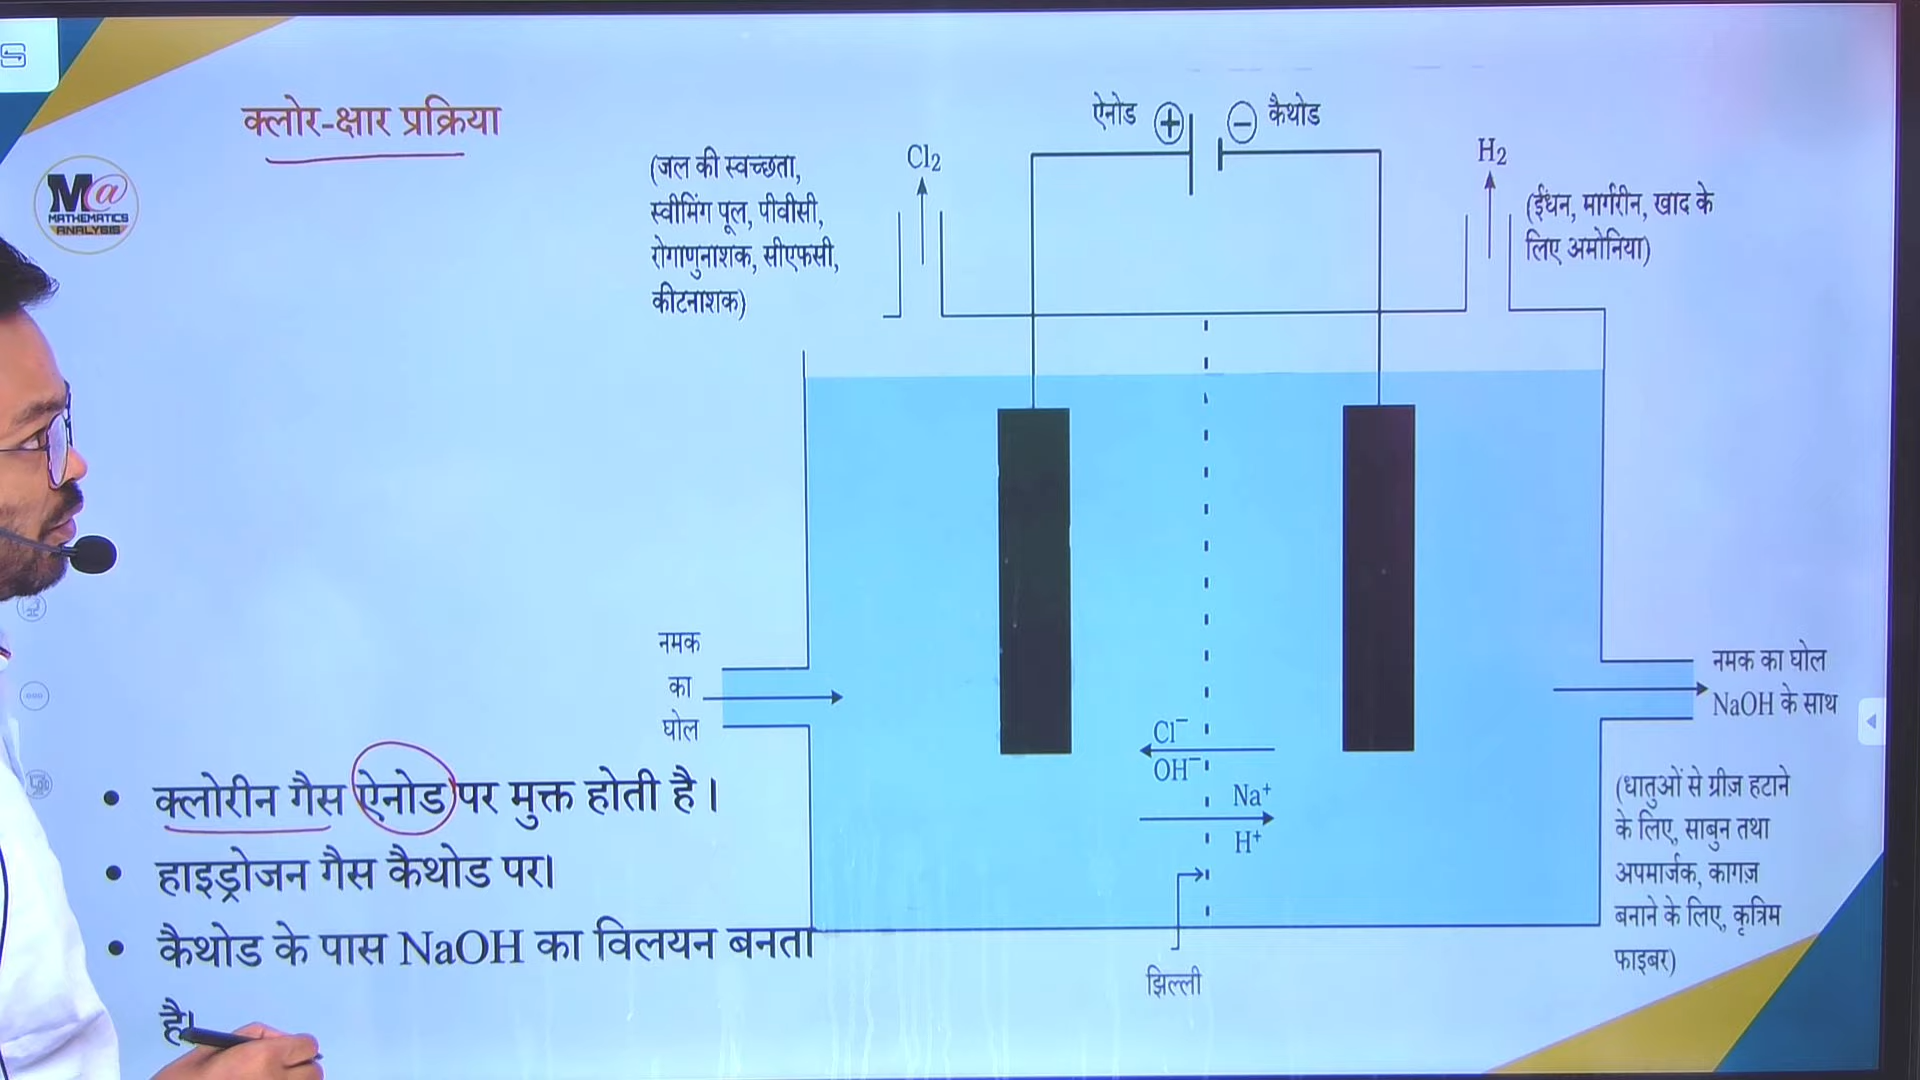 S
क्लोर-क्षार प्रक्रिया
M@
MATHEMATICS
ANALYSIS
ऐनोड
+
−
कैथोड
Cl₂
H₂
(जल की स्वच्छता,
स्वीमिंग पूल, पीवीसी,
रोगाणुनाशक, सीएफसी,
कीटनाशक)
(ईंधन, मार्गरीन, खाद के
लिए अमोनिया)
नमक
का
घोल
नमक का घोल
NaOH के साथ
Cl⁻
OH⁻
Na⁺
H⁺
झिल्ली
(धातुओं से ग्रीज़ हटाने
के लिए, साबुन तथा
अपमार्जक, कागज़
बनाने के लिए, कृत्रिम
फाइबर)
• क्लोरीन गैस ऐनोड पर मुक्त होती है।
• हाइड्रोजन गैस कैथोड पर।
• कैथोड के पास NaOH का विलयन बनता
है।